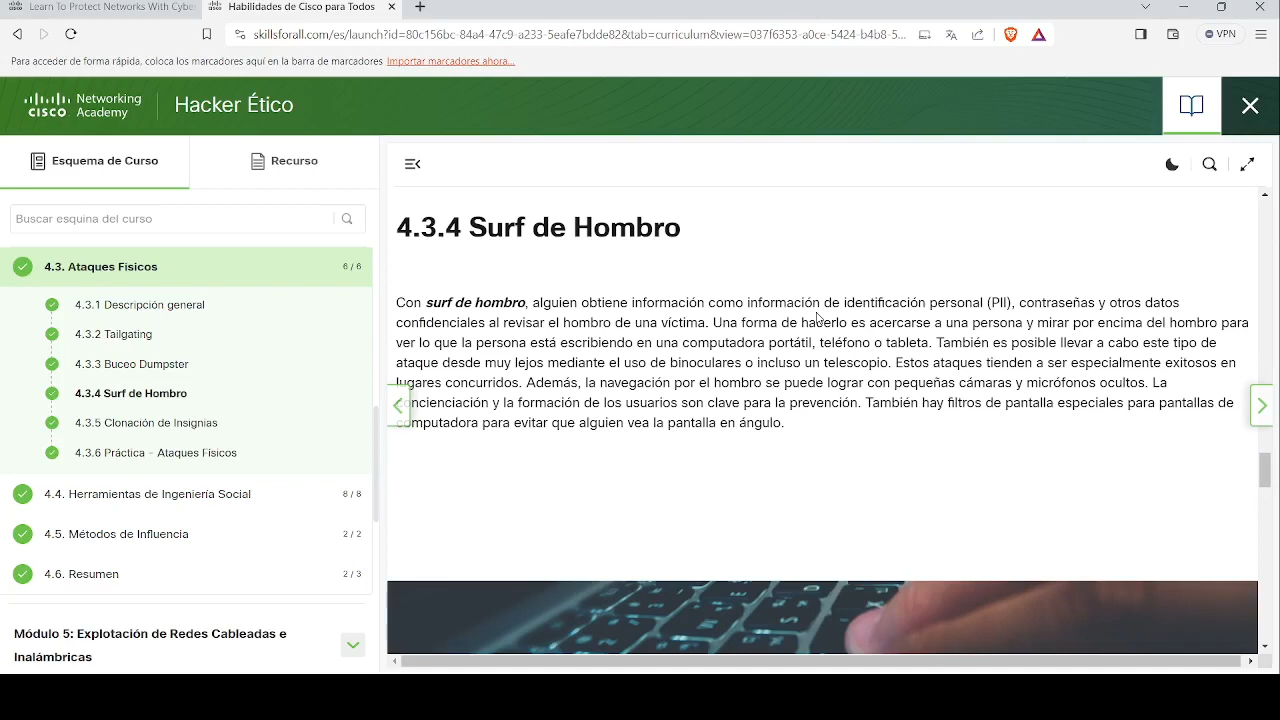 Learn To Protect Networks With Cybe
Habilidades de Cisco para Todos
skillsforall.com/es/launch?id=80c156bc-84a4-47c9-a233-5eafe7bdde82&tab=curriculum&view=037f6353-a0ce-5424-b4b8-5...
VPN
Para acceder de forma rápida, coloca los marcadores aquí en la barra de marcadores Importar marcadores ahora...
CISCO Networking Academy
Hacker Ético
Esquema de Curso
Recurso
Buscar esquina del curso
4.3. Ataques Físicos 6 / 6
4.3.1 Descripción general
4.3.2 Tailgating
4.3.3 Buceo Dumpster
4.3.4 Surf de Hombro
4.3.5 Clonación de Insignias
4.3.6 Práctica - Ataques Físicos
4.4. Herramientas de Ingeniería Social 8 / 8
4.5. Métodos de Influencia 2 / 2
4.6. Resumen 2 / 3
Módulo 5: Explotación de Redes Cableadas e
Inalámbricas
4.3.4 Surf de Hombro
Con surf de hombro, alguien obtiene información como información de identificación personal (PII), contraseñas y otros datos
confidenciales al revisar el hombro de una víctima. Una forma de hacerlo es acercarse a una persona y mirar por encima del hombro para
ver lo que la persona está escribiendo en una computadora portátil, teléfono o tableta. También es posible llevar a cabo este tipo de
ataque desde muy lejos mediante el uso de binoculares o incluso un telescopio. Estos ataques tienden a ser especialmente exitosos en
lugares concurridos. Además, la navegación por el hombro se puede lograr con pequeñas cámaras y micrófonos ocultos. La
concienciación y la formación de los usuarios son clave para la prevención. También hay filtros de pantalla especiales para pantallas de
computadora para evitar que alguien vea la pantalla en ángulo.